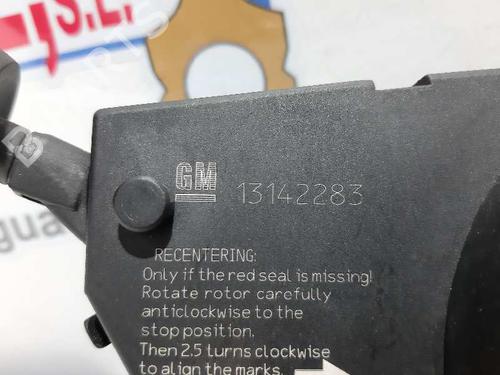 S.L.
GM 13142283
RECENTERING:
Only if the red seal is missing!
Rotate rotor carefully
anticlockwise to the
stop position.
Then 2.5 turns clockwise
to align the marks.